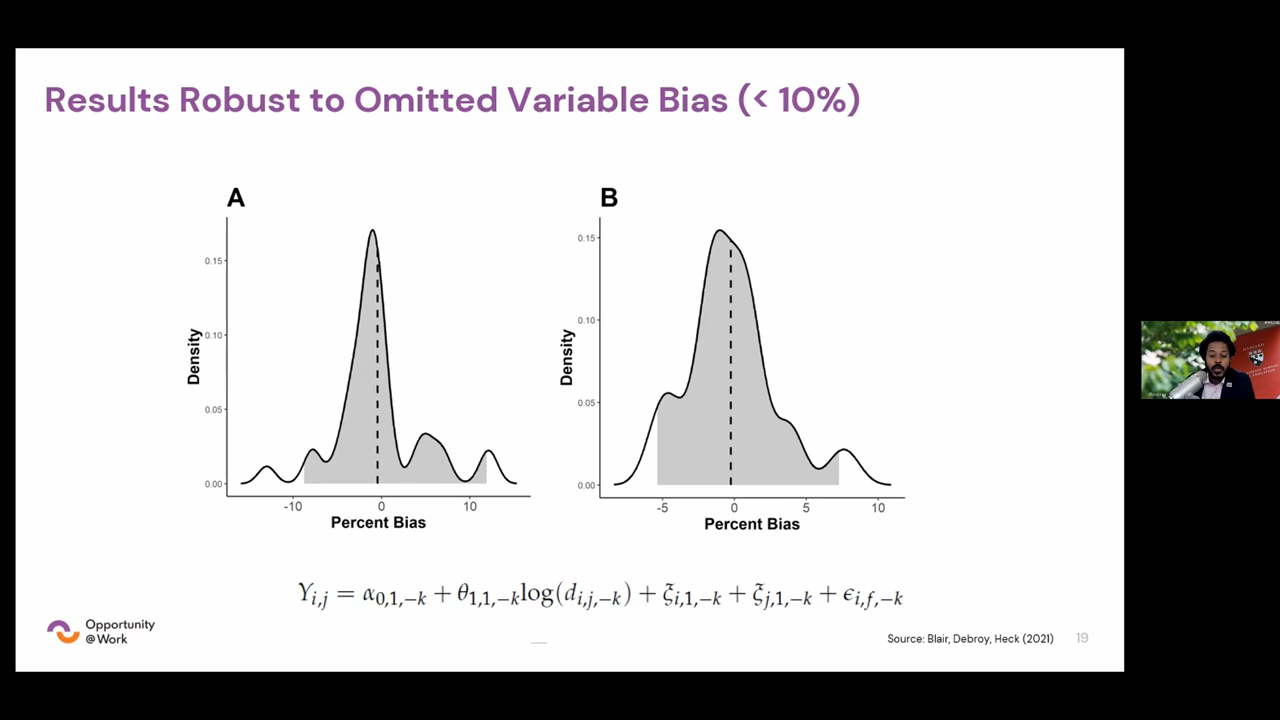 Results Robust to Omitted Variable Bias (< 10%)
A
B
0.15
0.10
0.05
0.00
Density
-10 0 10
Percent Bias
0.15
0.10
0.05
0.00
Density
-5 0 5 10
Percent Bias
Y_{i,j} = α_{0,1,−k} + θ_{1,1,−k}log(d_{i,j,−k}) + ξ_{i,1,−k} + ξ_{j,1,−k} + ϵ_{i,f,−k}
Opportunity
@Work
Source: Blair, Debroy, Heck (2021) 19